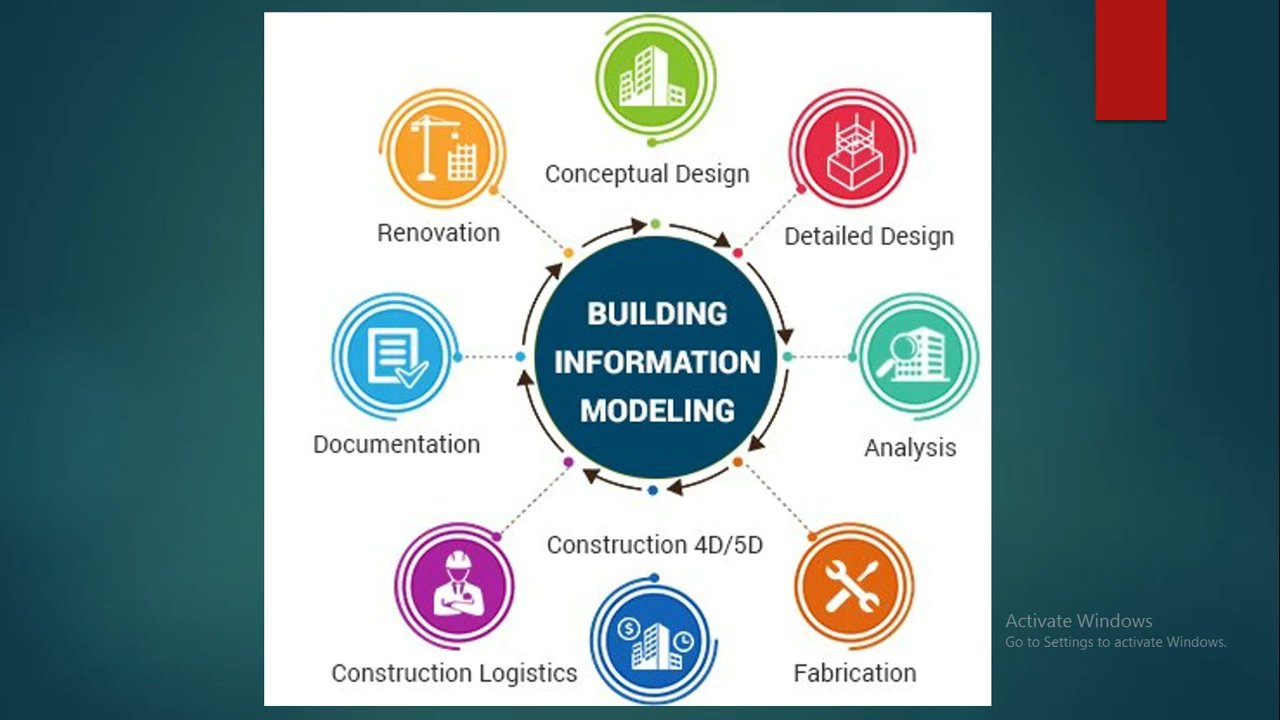 Conceptual Design
Renovation
Detailed Design
BUILDING
INFORMATION
MODELING
Documentation
Analysis
Construction 4D/5D
Construction Logistics
Fabrication
$
Activate Windows
Go to Settings to activate Windows.